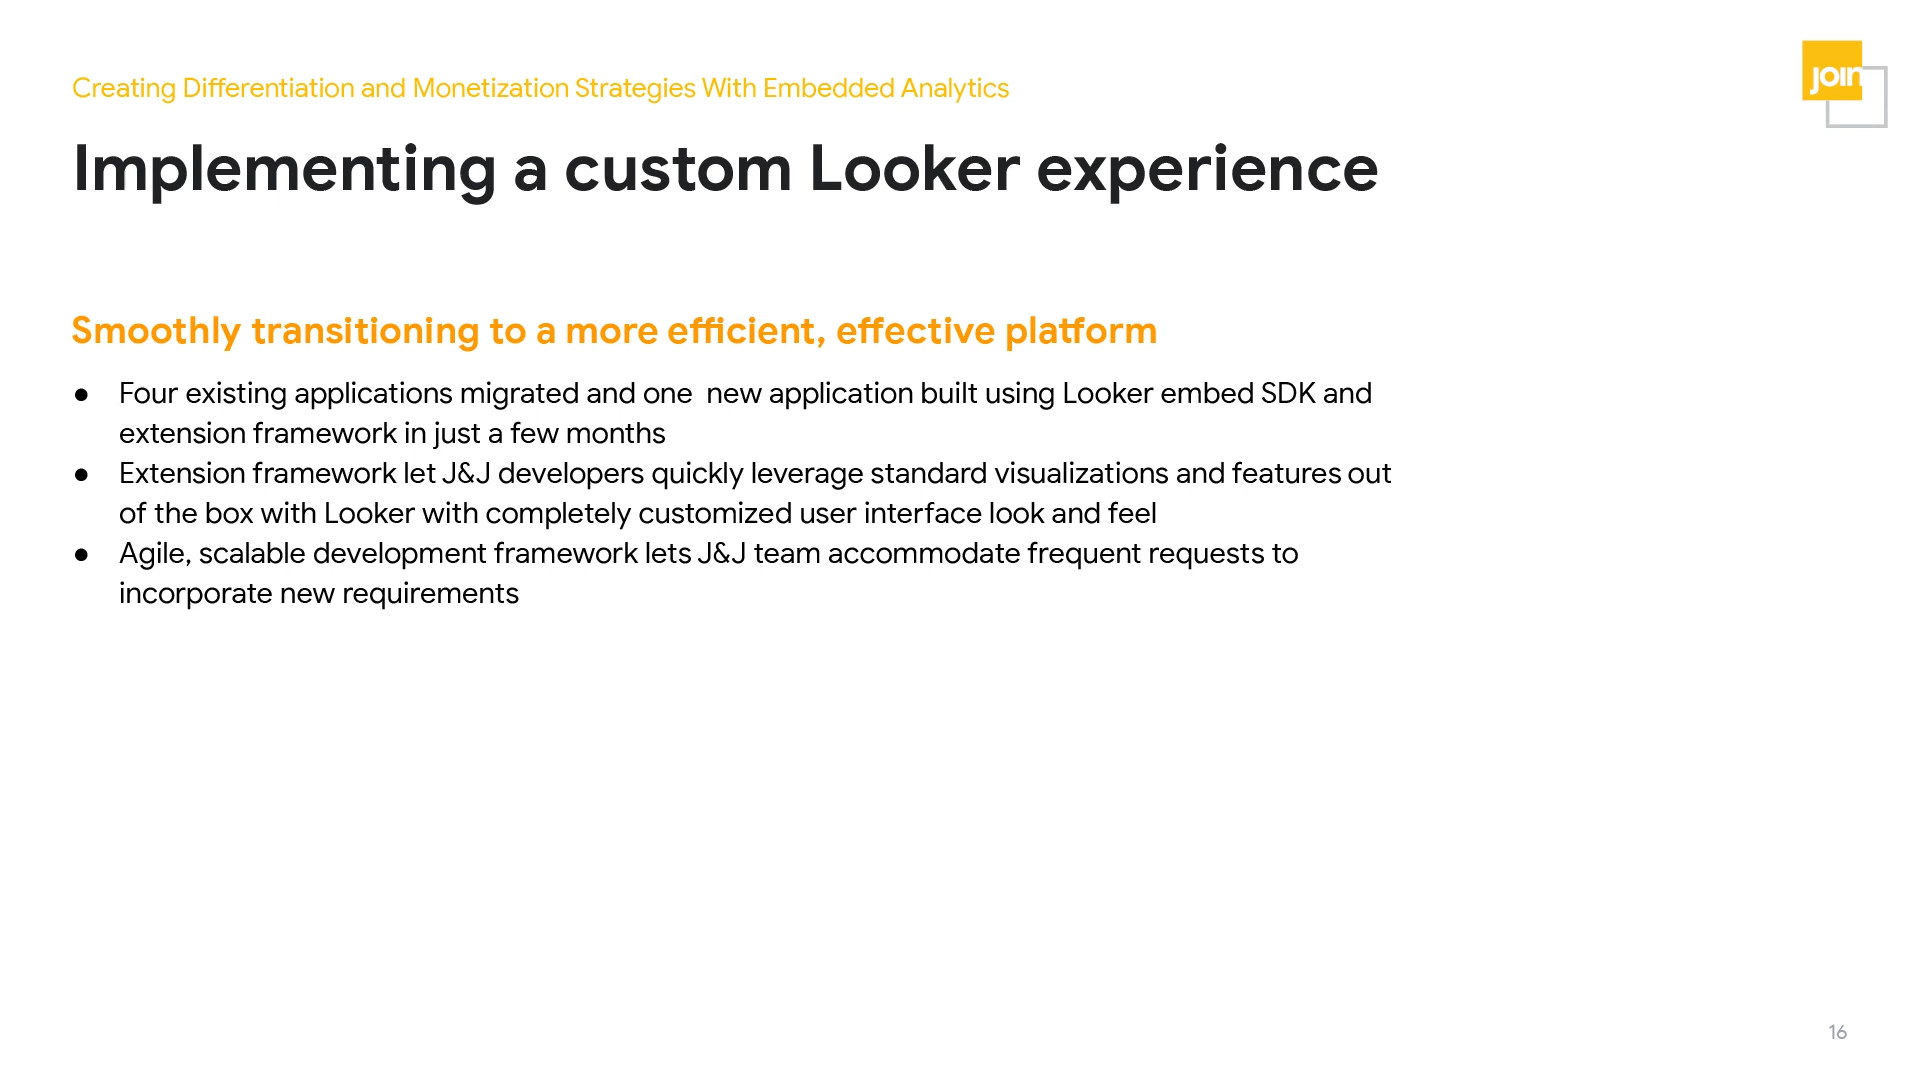 Creating Differentiation and Monetization Strategies With Embedded Analytics
join
Implementing a custom Looker experience
Smoothly transitioning to a more efficient, effective platform
● Four existing applications migrated and one  new application built using Looker embed SDK and
extension framework in just a few months
● Extension framework let J&J developers quickly leverage standard visualizations and features out
of the box with Looker with completely customized user interface look and feel
● Agile, scalable development framework lets J&J team accommodate frequent requests to
incorporate new requirements
16